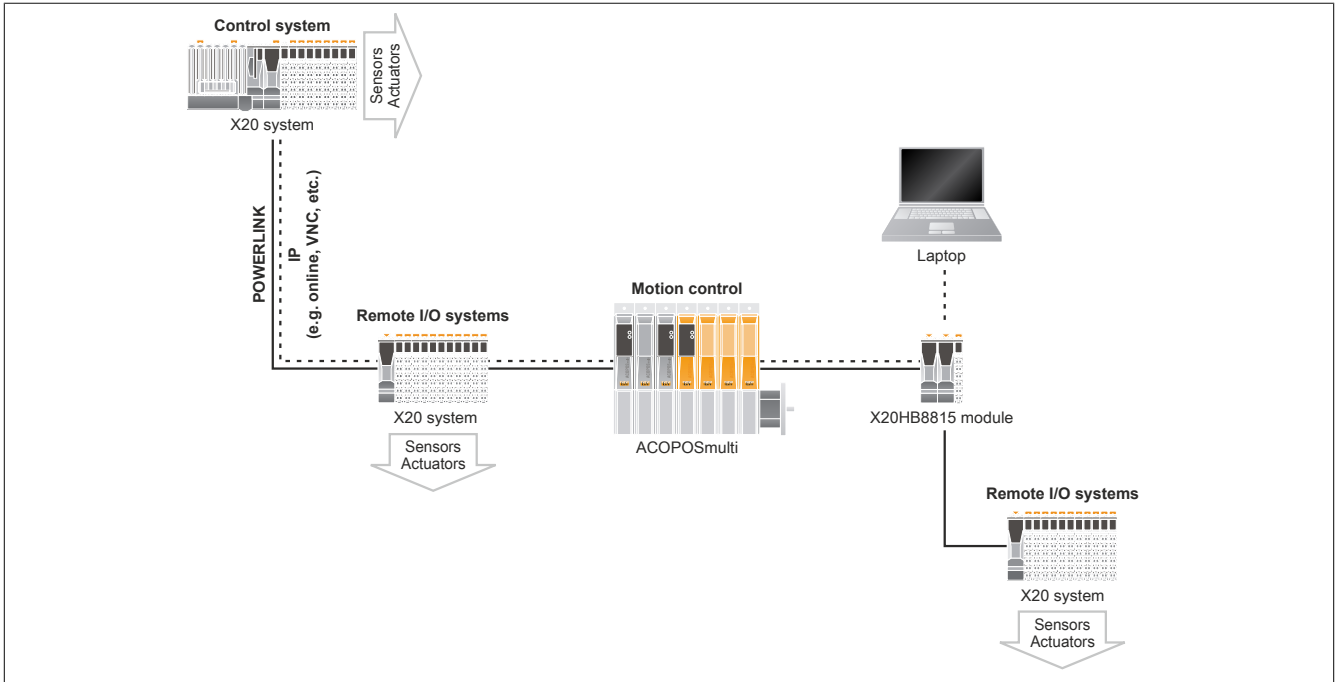 Control system
Sensors
Actuators
X20 system
POWERLINK
IP
(e.g. online, VNC, etc.)
Laptop
Motion control
Remote I/O systems
X20 system
Sensors
Actuators
ACOPOSmulti
X20HB8815 module
Remote I/O systems
X20 system
Sensors
Actuators